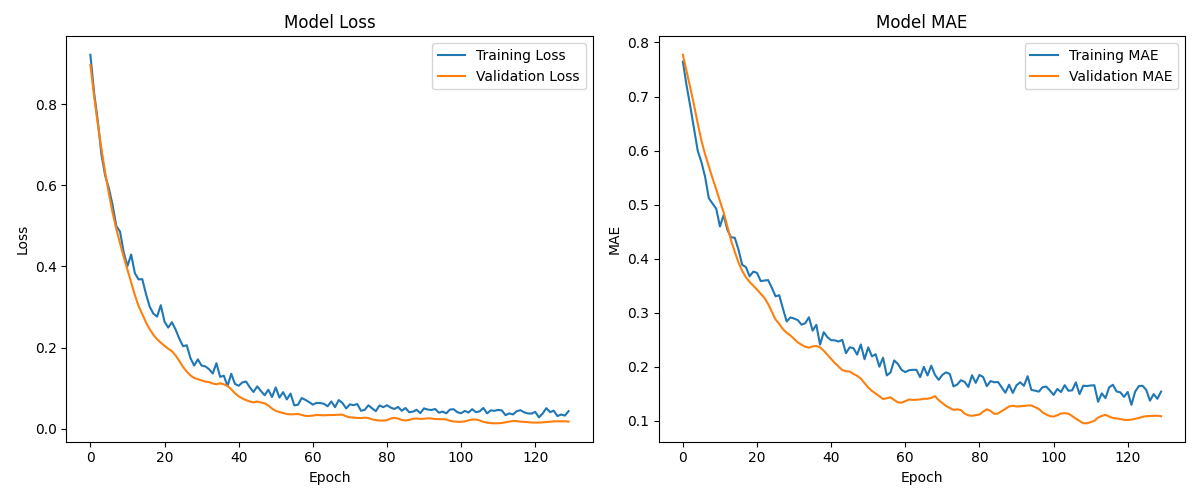 Model Loss
Training Loss
Validation Loss
Loss
0.8
0.6
0.4
0.2
0.0
0 20 40 60 80 100 120
Epoch
Model MAE
Training MAE
Validation MAE
MAE
0.8
0.7
0.6
0.5
0.4
0.3
0.2
0.1
0 20 40 60 80 100 120
Epoch